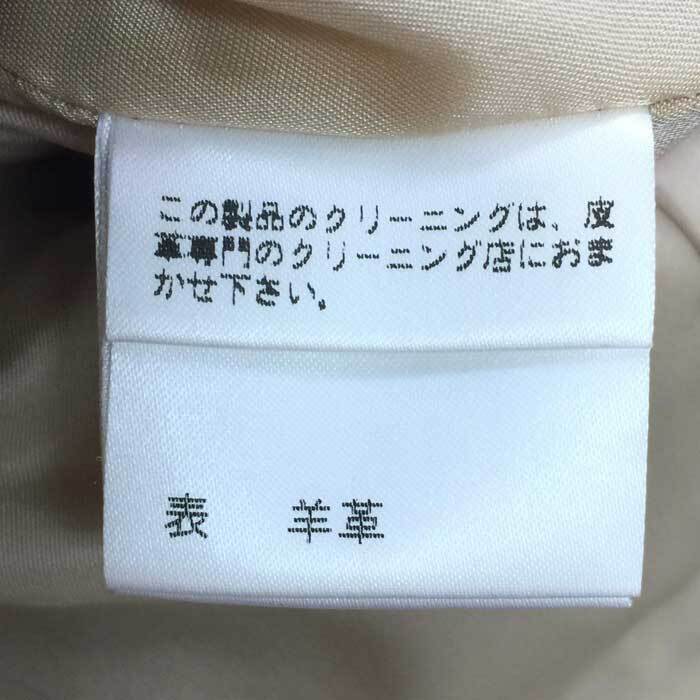 この製品のクリーニングは、皮
革専門のクリーニング店におま
かせ下さい。
表 羊革